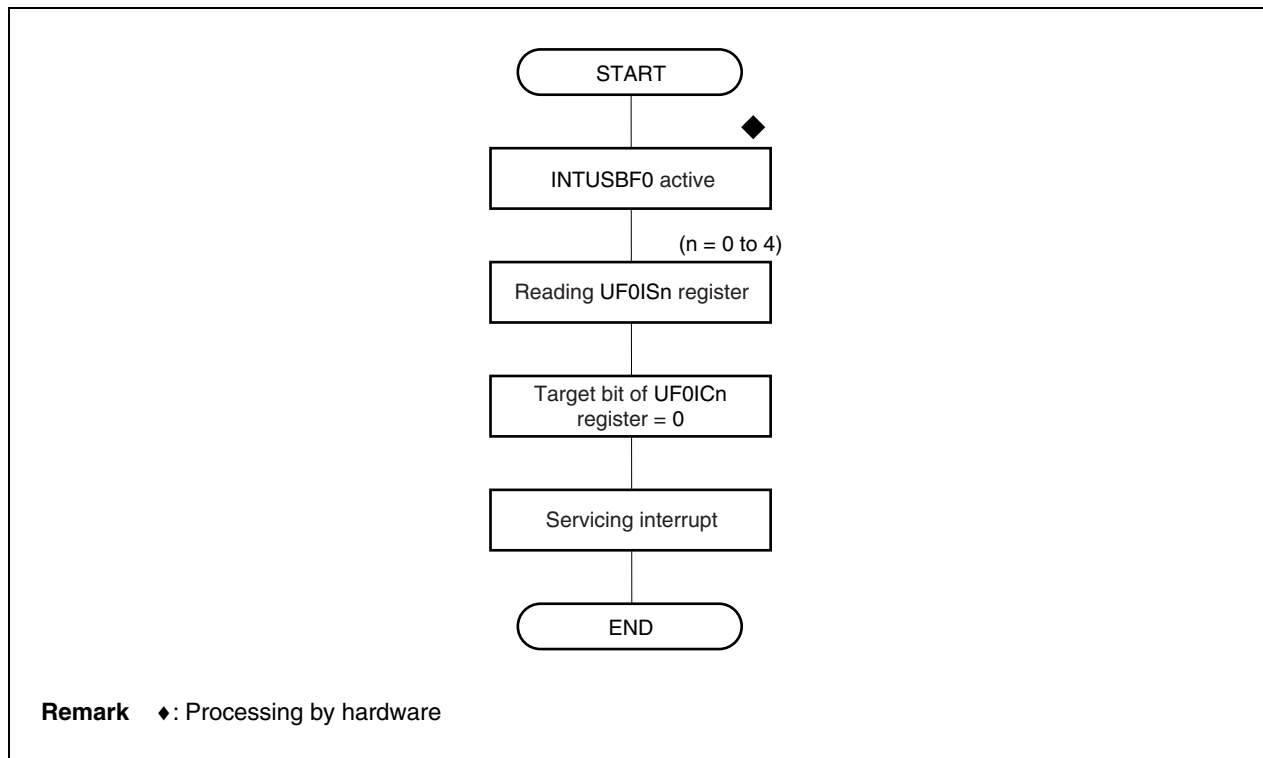 START
◆
INTUSBF0 active
(n = 0 to 4)
Reading UF0ISn register
Target bit of UF0ICn
register = 0
Servicing interrupt
END
Remark ◆: Processing by hardware